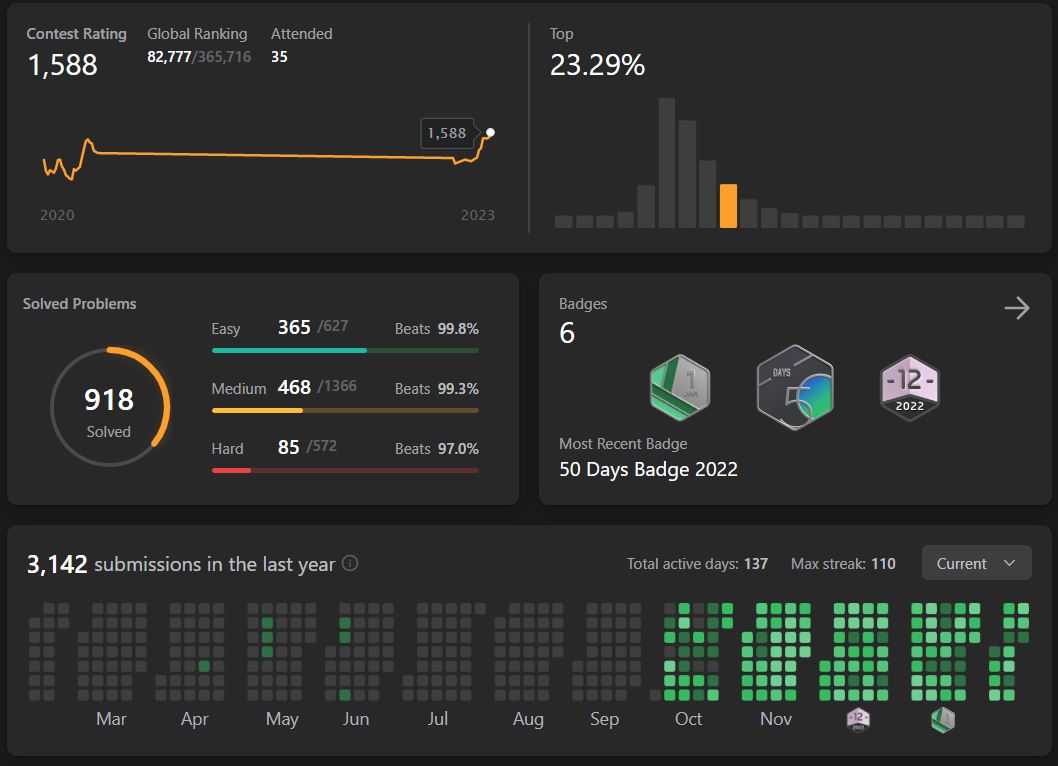 Contest Rating Global Ranking Attended
1,588 82,777/365,716 35
1,588
2020 2023
Top
23.29%
Solved Problems
918
Solved
Easy 365 /627 Beats 99.8%
Medium 468 /1366 Beats 99.3%
Hard 85 /572 Beats 97.0%
Badges
6
1
JAN
DAYS
50
-12-
2022
Most Recent Badge
50 Days Badge 2022
3,142 submissions in the last year
Total active days: 137 Max streak: 110 Current
Mar Apr May Jun Jul Aug Sep Oct Nov
-12-
2022